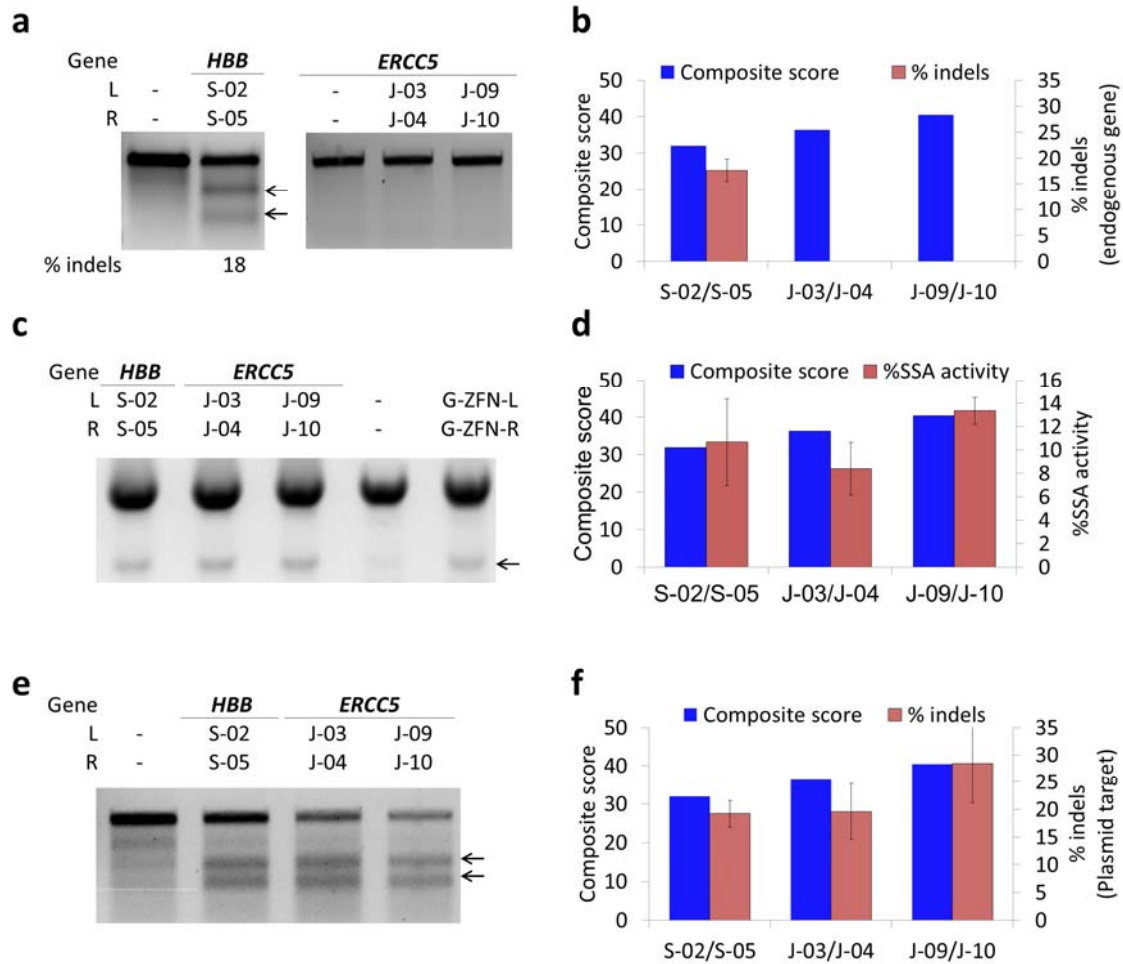 a
Gene HBB ERCC5
L - S-02 - J-03 J-09
R - S-05 - J-04 J-10
% indels 18
b
Composite score % indels
50 40 30 20 10 0
35 30 25 20 15 10 5 0
Composite score
% indels
(endogenous gene)
S-02/S-05 J-03/J-04 J-09/J-10
c
Gene HBB ERCC5
L S-02 J-03 J-09 - G-ZFN-L
R S-05 J-04 J-10 - G-ZFN-R
d
Composite score %SSA activity
50 40 30 20 10 0
16 14 12 10 8 6 4 2 0
Composite score
%SSA activity
S-02/S-05 J-03/J-04 J-09/J-10
e
Gene HBB ERCC5
L - S-02 J-03 J-09
R - S-05 J-04 J-10
f
Composite score % indels
50 40 30 20 10 0
35 30 25 20 15 10 5 0
Composite score
% indels
(Plasmid target)
S-02/S-05 J-03/J-04 J-09/J-10